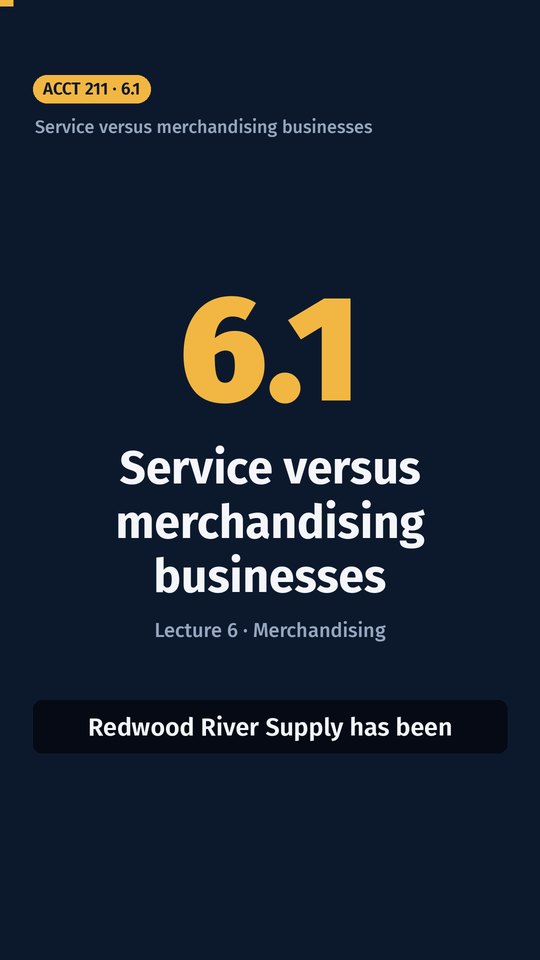 ACCT 211 · 6.1
Service versus merchandising businesses
6.1
Service versus
merchandising
businesses
Lecture 6 · Merchandising
Redwood River Supply has been